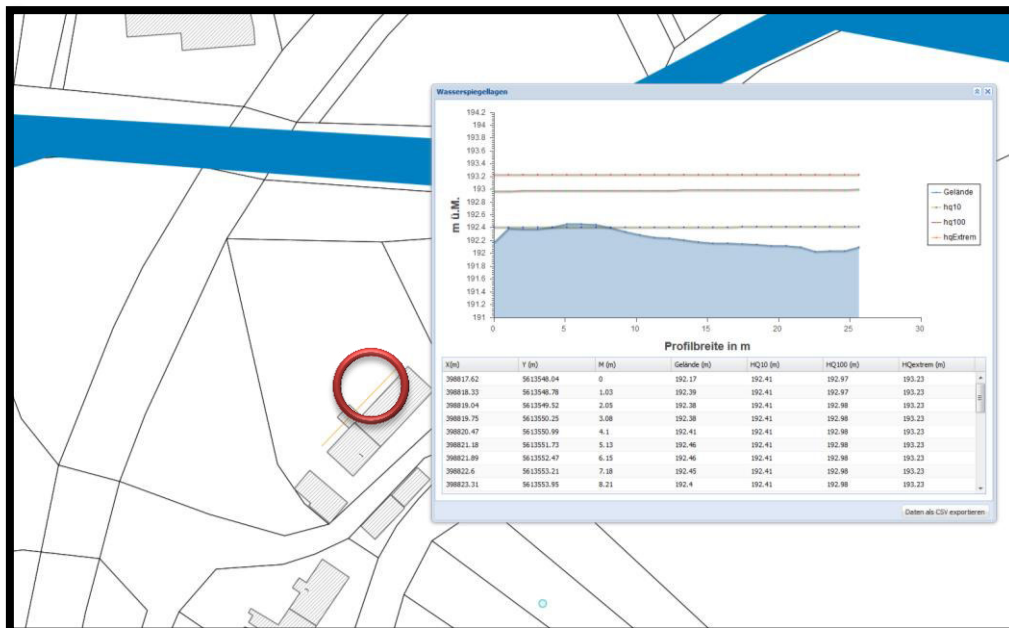 Wasserspiegellagen
194.2
194
193.8
193.6
193.4
193.2
193
192.8
192.6
192.4
192.2
192
191.8
191.6
191.4
191.2
191
m ü.M.
0 5 10 15 20 25 30
Profilbreite in m
Gelände
hq10
hq100
hqExtrem
X(m) Y (m) M (m) Gelände (m) HQ10 (m) HQ100 (m) HQextrem (m)
398817.62 5613548.04 0 192.17 192.41 192.97 193.23
398818.33 5613548.78 1.03 192.39 192.41 192.97 193.23
398819.04 5613549.52 2.05 192.38 192.41 192.98 193.23
398819.75 5613550.25 3.08 192.38 192.41 192.98 193.23
398820.47 5613550.99 4.1 192.41 192.41 192.98 193.23
398821.18 5613551.73 5.13 192.46 192.41 192.98 193.23
398821.89 5613552.47 6.15 192.46 192.41 192.98 193.23
398822.6 5613553.21 7.18 192.45 192.41 192.98 193.23
398823.31 5613553.95 8.21 192.4 192.41 192.98 193.23
Daten als CSV exportieren